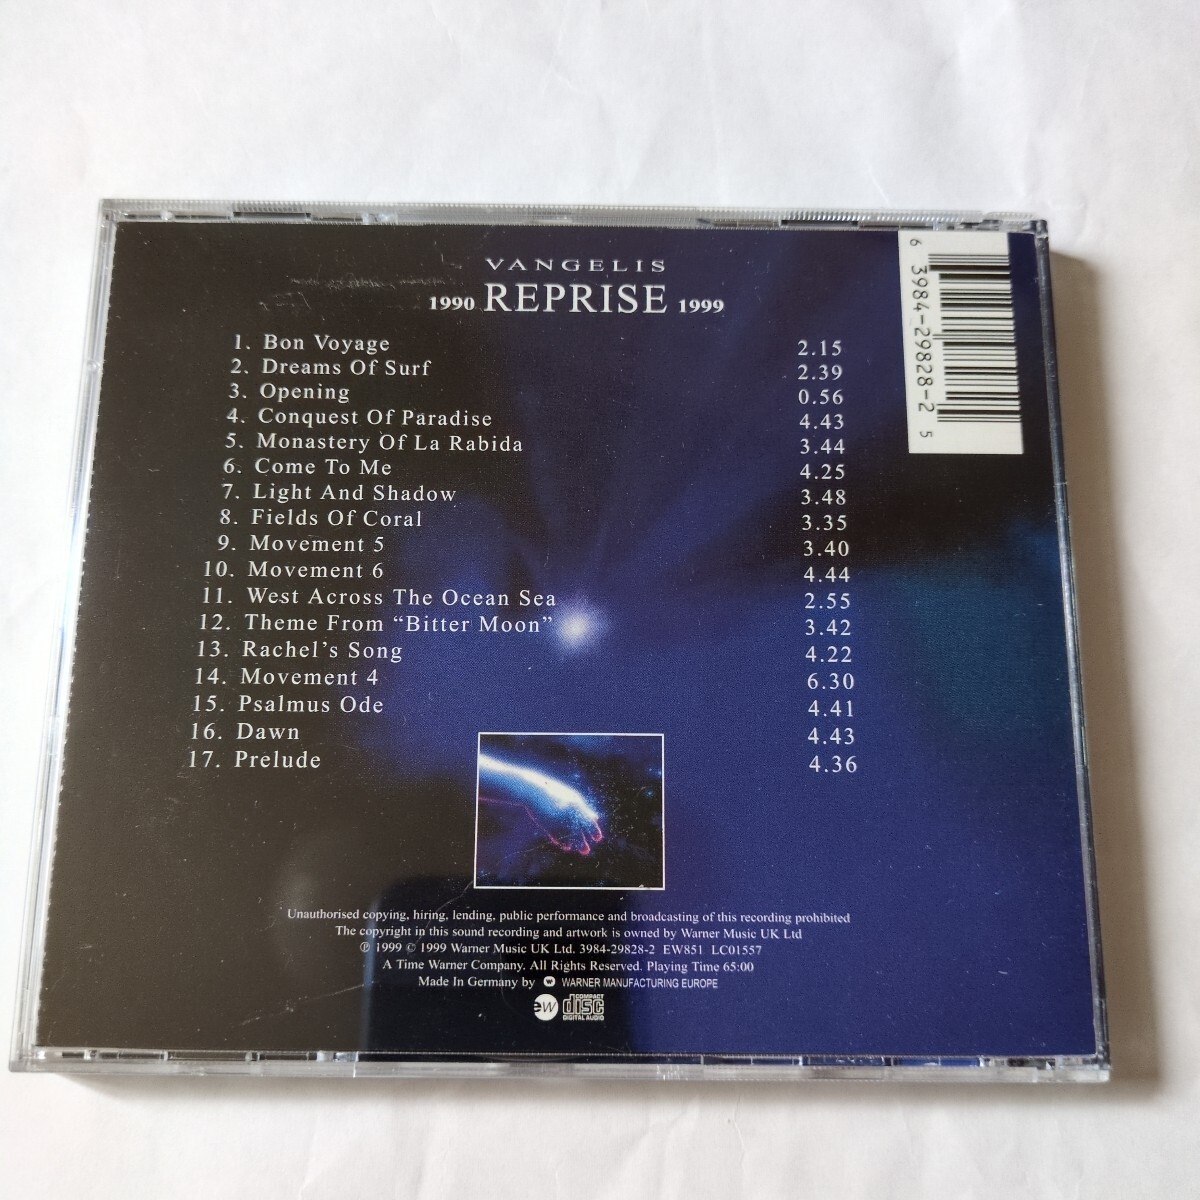 VANGELIS
1990 REPRISE 1999
1. Bon Voyage 2.15
2. Dreams Of Surf 2.39
3. Opening 0.56
4. Conquest Of Paradise 4.43
5. Monastery Of La Rabida 3.44
6. Come To Me 4.25
7. Light And Shadow 3.48
8. Fields Of Coral 3.35
9. Movement 5 3.40
10. Movement 6 4.44
11. West Across The Ocean Sea 2.55
12. Theme From “Bitter Moon” 3.42
13. Rachel’s Song 4.22
14. Movement 4 6.30
15. Psalmus Ode 4.41
16. Dawn 4.43
17. Prelude 4.36
6 3984-29828-2 5
Unauthorised copying, hiring, lending, public performance and broadcasting of this recording prohibited
The copyright in this sound recording and artwork is owned by Warner Music UK Ltd
℗ 1999 © 1999 Warner Music UK Ltd. 3984-29828-2 EW851 LC01557
A Time Warner Company. All Rights Reserved. Playing Time 65:00
Made In Germany by WARNER MANUFACTURING EUROPE
ew COMPACT disc DIGITAL AUDIO